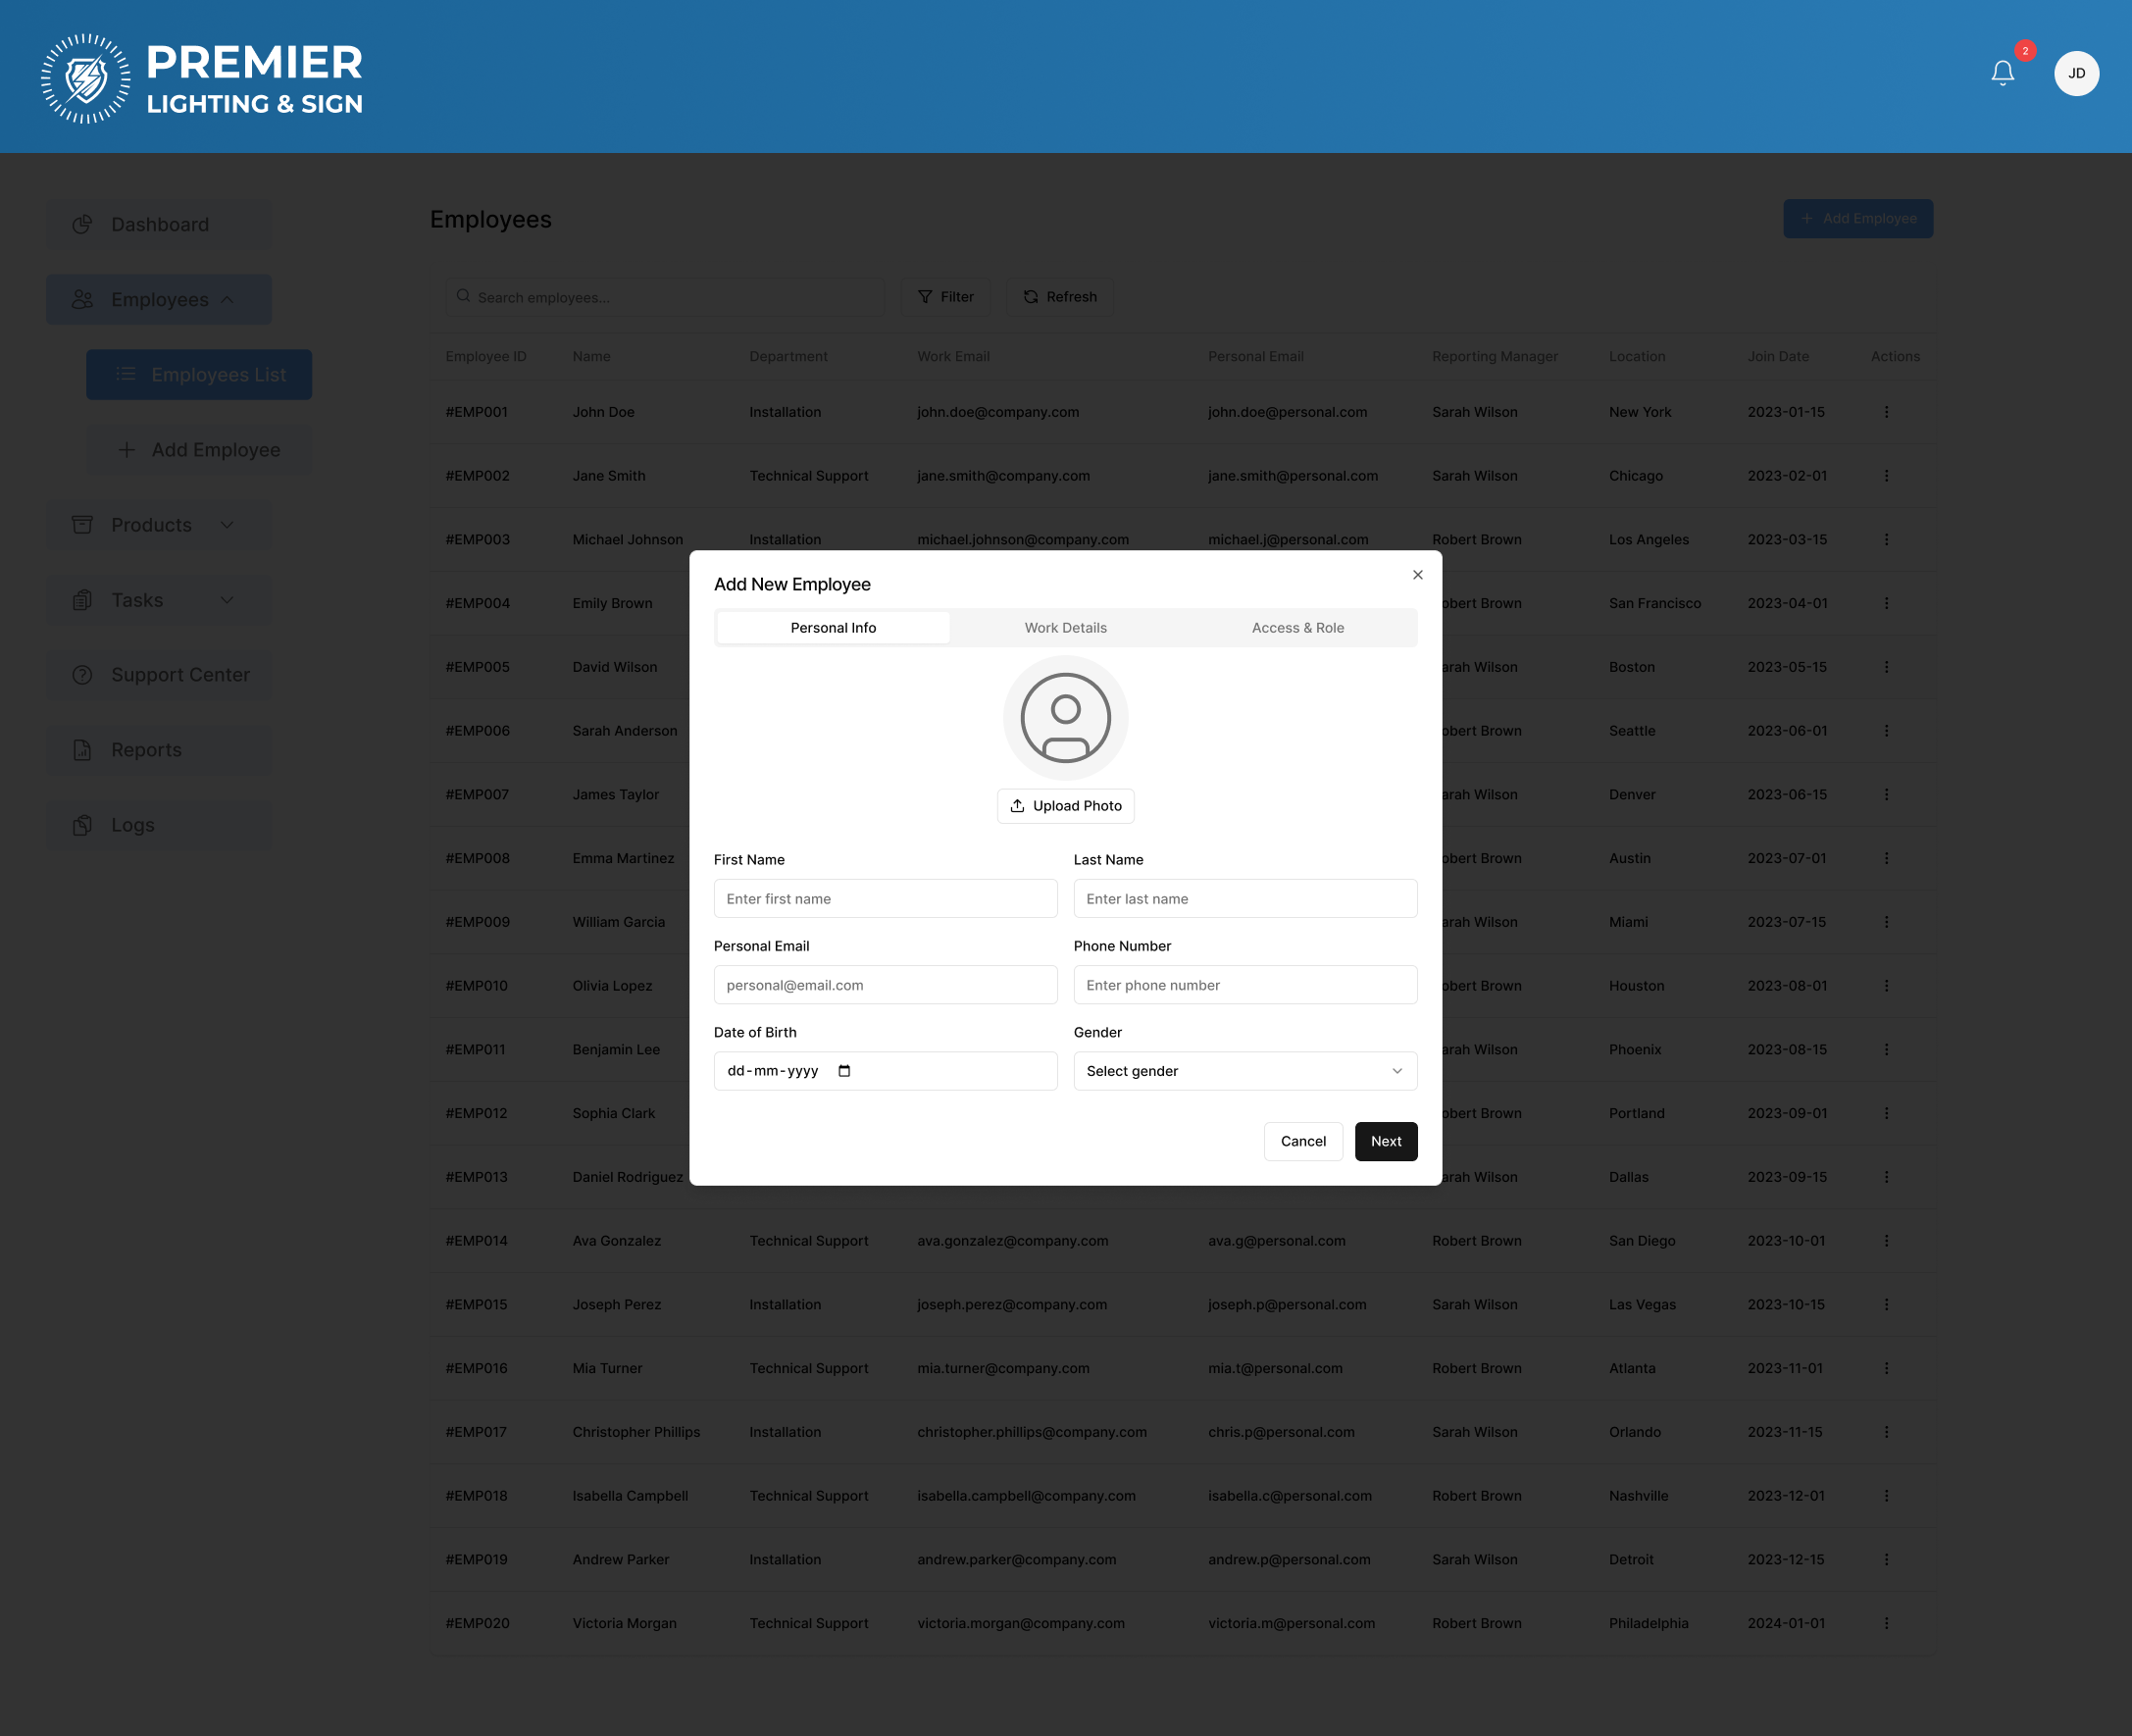 PREMIER
LIGHTING & SIGN
2
JD
Dashboard
Employees
Employees List
Add Employee
Products
Tasks
Support Center
Reports
Logs
Employees
Add Employee
Search employees...
Filter
Refresh
Employee ID Name Department Work Email Personal Email Reporting Manager Location Join Date Actions
#EMP001 John Doe Installation john.doe@company.com john.doe@personal.com Sarah Wilson New York 2023-01-15
#EMP002 Jane Smith Technical Support jane.smith@company.com jane.smith@personal.com Sarah Wilson Chicago 2023-02-01
#EMP003 Michael Johnson Installation michael.johnson@company.com michael.j@personal.com Robert Brown Los Angeles 2023-03-15
#EMP004 Emily Brown Brown San Francisco 2023-04-01
#EMP005 David Wilson Wilson Boston 2023-05-15
#EMP006 Sarah Anderson Brown Seattle 2023-06-01
#EMP007 James Taylor Wilson Denver 2023-06-15
#EMP008 Emma Martinez Brown Austin 2023-07-01
#EMP009 William Garcia Wilson Miami 2023-07-15
#EMP010 Olivia Lopez Brown Houston 2023-08-01
#EMP011 Benjamin Lee Wilson Phoenix 2023-08-15
#EMP012 Sophia Clark Brown Portland 2023-09-01
#EMP013 Daniel Rodriguez Wilson Dallas 2023-09-15
#EMP014 Ava Gonzalez Technical Support ava.gonzalez@company.com ava.g@personal.com Robert Brown San Diego 2023-10-01
#EMP015 Joseph Perez Installation joseph.perez@company.com joseph.p@personal.com Sarah Wilson Las Vegas 2023-10-15
#EMP016 Mia Turner Technical Support mia.turner@company.com mia.t@personal.com Robert Brown Atlanta 2023-11-01
#EMP017 Christopher Phillips Installation christopher.phillips@company.com chris.p@personal.com Sarah Wilson Orlando 2023-11-15
#EMP018 Isabella Campbell Technical Support isabella.campbell@company.com isabella.c@personal.com Robert Brown Nashville 2023-12-01
#EMP019 Andrew Parker Installation andrew.parker@company.com andrew.p@personal.com Sarah Wilson Detroit 2023-12-15
#EMP020 Victoria Morgan Technical Support victoria.morgan@company.com victoria.m@personal.com Robert Brown Philadelphia 2024-01-01
Add New Employee
Personal Info Work Details Access & Role
Upload Photo
First Name Last Name
Enter first name Enter last name
Personal Email Phone Number
personal@email.com Enter phone number
Date of Birth Gender
dd-mm-yyyy Select gender
Cancel Next